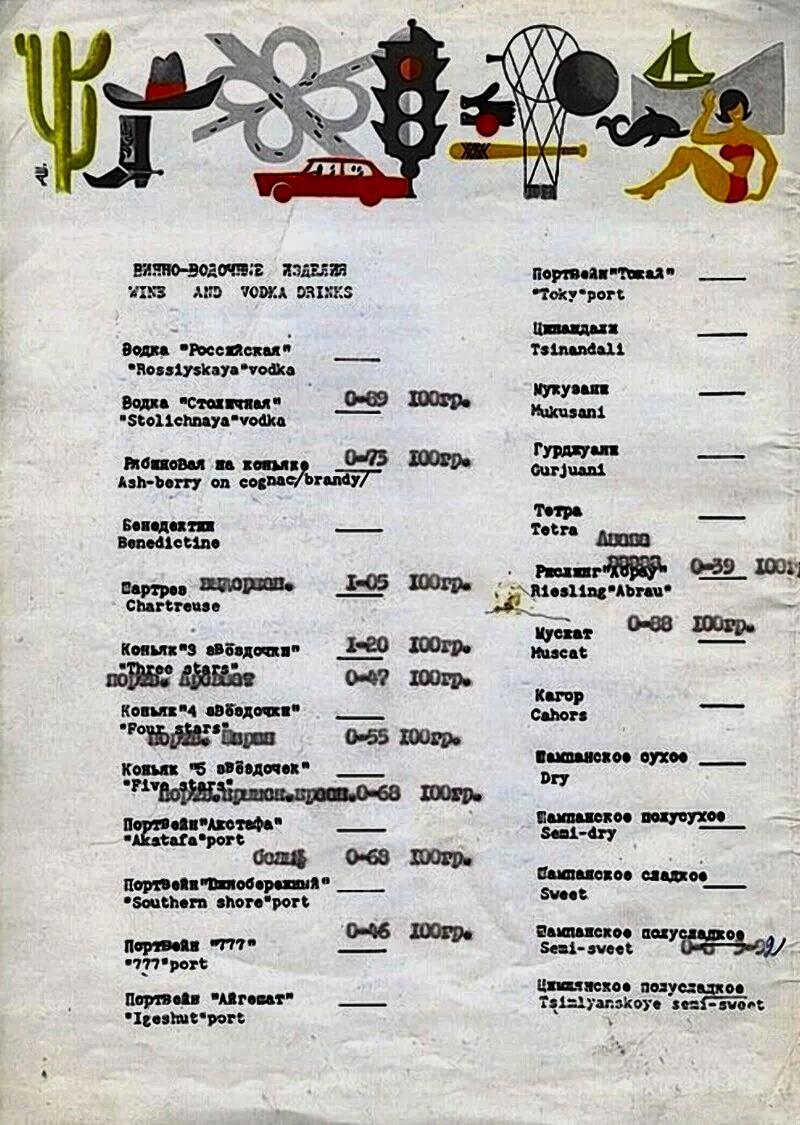 ВИННО-ВОДОЧНЫЕ ИЗДЕЛИЯ
WINE AND VODKA DRINKS
Водка "Российская"
"Rossiyskaya"vodka
Водка "Столичная" 0-89 100гр.
"Stolichnaya"vodka
Рябиновая на коньяке 0-75 100гр.
Ash-berry on cognac/brandy/
Бенедектин
Benedictine
Шартрез 1-05 100гр.
Chartreuse
Коньяк"3 звёздочки" 1-20 100гр.
"Three stars"
портв. 0-47 100гр.
Коньяк"4 звёздочки"
"Four stars"
портв. 0-55 100гр.
Коньяк "5 звёздочек"
"Five stars"
0-68 100гр.
Портвейн"Акстафа"
"Akstafa"port
0-68 100гр.
Портвейн"Южнобережный"
"Southern shore"port
0-46 100гр.
Портвейн "777"
"777"port
Портвейн "Айгешат"
"Igeshut"port
Портвейн"Токай"
"Toky"port
Цинандали
Tsinandali
Мукузани
Mukusani
Гурджуани
Gurjuani
Тетра
Tetra
Рислинг"Абрау" 0-39 100г
Riesling"Abrau"
0-88 100гр.
Мускат
Muscat
Кагор
Cahors
Шампанское сухое
Dry
Шампанское полусухое
Semi-dry
Шампанское сладкое
Sweet
Шампанское полусладкое
Semi-sweet
Цимлянское полусладкое
Tsimlyanskoye semi-sweet